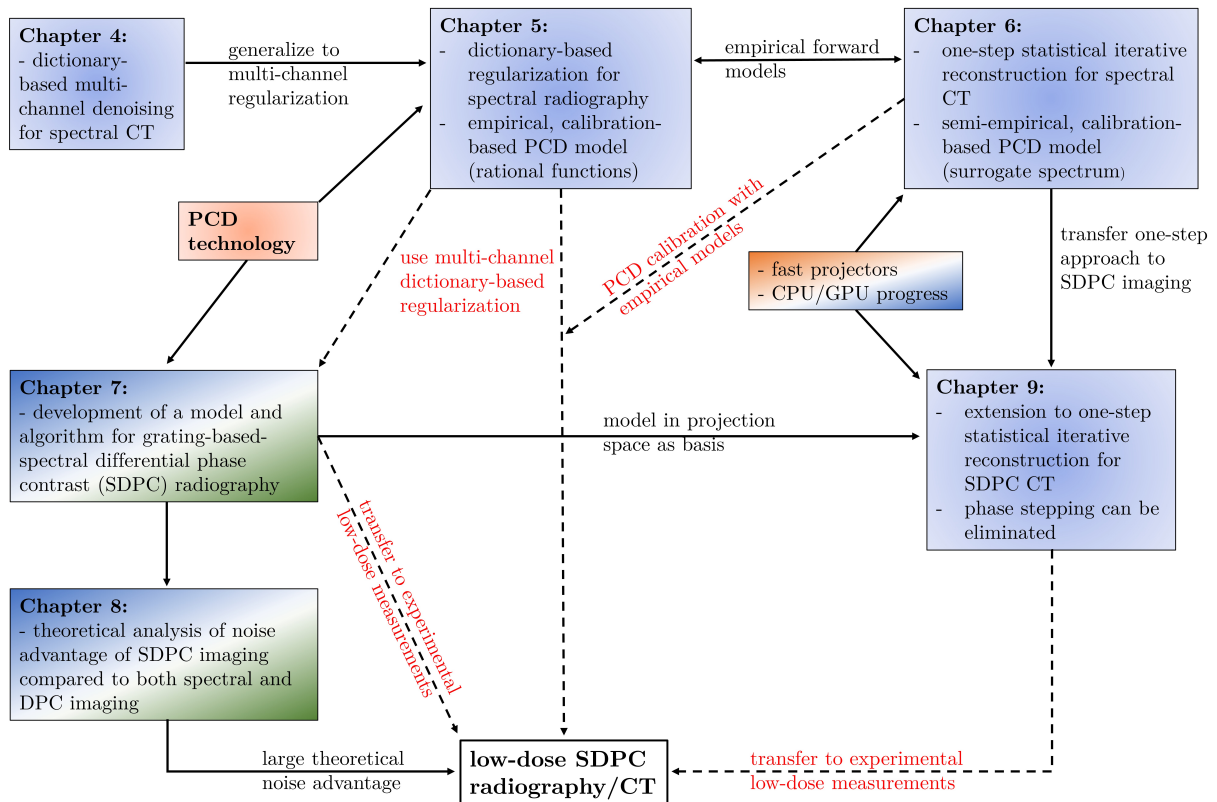 Chapter 4:
- dictionary-
based multi-
channel denoising
for spectral CT
generalize to
multi-channel
regularization
Chapter 5:
- dictionary-based
regularization for
spectral radiography
- empirical, calibration-
based PCD model
(rational functions)
empirical forward
models
Chapter 6:
- one-step statistical iterative
reconstruction for spectral
CT
- semi-empirical, calibration-
based PCD model
(surrogate spectrum)
PCD
technology
use multi-channel
dictionary-based
regularization
PCD calibration with
empirical models
- fast projectors
- CPU/GPU progress
transfer one-step
approach to
SDPC imaging
Chapter 7:
- development of a model and
algorithm for grating-based-
spectral differential phase
contrast (SDPC) radiography
model in projection
space as basis
Chapter 9:
- extension to one-step
statistical iterative
reconstruction for
SDPC CT
- phase stepping can be
eliminated
transfer to experimental
low-dose measurements
Chapter 8:
- theoretical analysis of noise
advantage of SDPC imaging
compared to both spectral and
DPC imaging
large theoretical
noise advantage
low-dose SDPC
radiography/CT
transfer to experimental
low-dose measurements